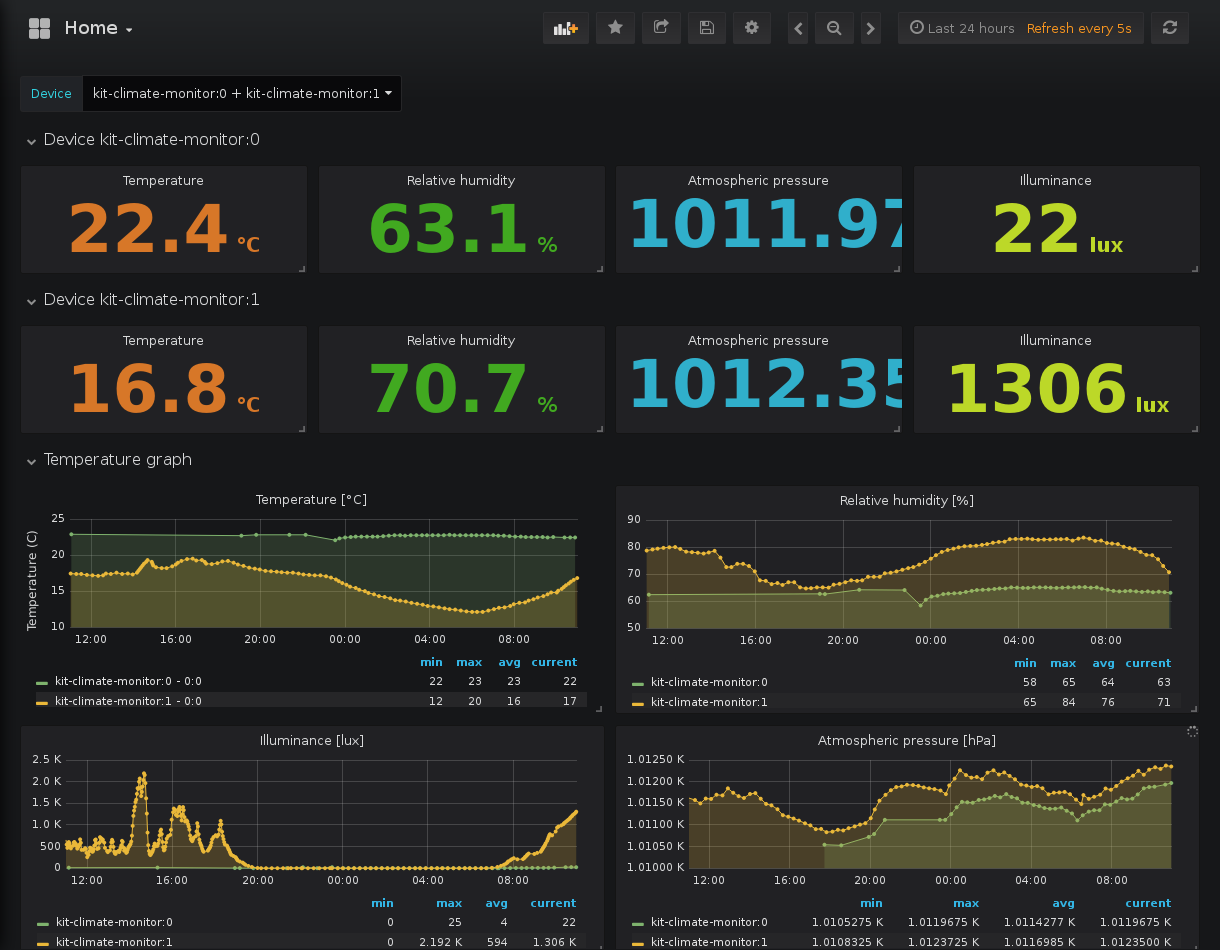 Home
Last 24 hours Refresh every 5s
Device kit-climate-monitor:0 + kit-climate-monitor:1
Device kit-climate-monitor:0
Temperature Relative humidity Atmospheric pressure Illuminance
22.4 °C 63.1 % 1011.97 22 lux
Device kit-climate-monitor:1
Temperature Relative humidity Atmospheric pressure Illuminance
16.8 °C 70.7 % 1012.35 1306 lux
Temperature graph
Temperature [°C]
Temperature (C)
25
20
15
10
12:00 16:00 20:00 00:00 04:00 08:00
min max avg current
kit-climate-monitor:0 - 0:0 22 23 23 22
kit-climate-monitor:1 - 0:0 12 20 16 17
Relative humidity [%]
90
80
70
60
50
12:00 16:00 20:00 00:00 04:00 08:00
min max avg current
kit-climate-monitor:0 58 65 64 63
kit-climate-monitor:1 65 84 76 71
Illuminance [lux]
2.5 K
2.0 K
1.5 K
1.0 K
500
0
12:00 16:00 20:00 00:00 04:00 08:00
min max avg current
kit-climate-monitor:0 0 25 4 22
kit-climate-monitor:1 0 2.192 K 594 1.306 K
Atmospheric pressure [hPa]
1.01250 K
1.01200 K
1.01150 K
1.01100 K
1.01050 K
1.01000 K
12:00 16:00 20:00 00:00 04:00 08:00
min max avg current
kit-climate-monitor:0 1.0105275 K 1.0119675 K 1.0114277 K 1.0119675 K
kit-climate-monitor:1 1.0108325 K 1.0123725 K 1.0116985 K 1.0123500 K